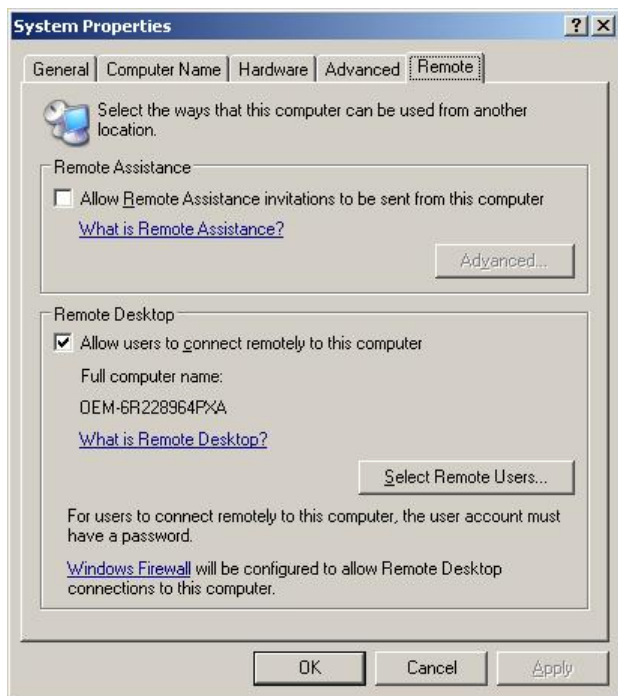 System Properties
General
Computer Name
Hardware
Advanced
Remote
Select the ways that this computer can be used from another
location.
Remote Assistance
Allow Remote Assistance invitations to be sent from this computer
What is Remote Assistance?
Advanced...
Remote Desktop
Allow users to connect remotely to this computer
Full computer name:
OEM-6R228964PXA
What is Remote Desktop?
Select Remote Users...
For users to connect remotely to this computer, the user account must
have a password.
Windows Firewall will be configured to allow Remote Desktop
connections to this computer.
OK
Cancel
Apply